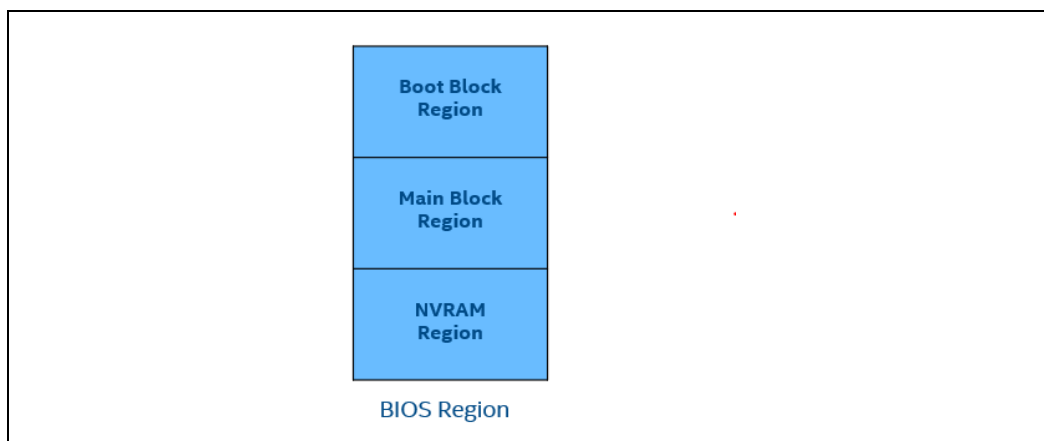 Boot Block
Region
Main Block
Region
NVRAM
Region
BIOS Region